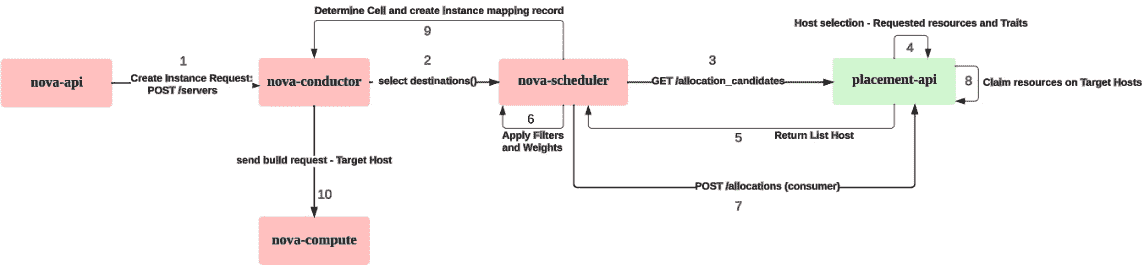 Determine Cell and create instance mapping record
9
Host selection - Requested resources and Traits
4
1
2
3
nova-api
Create Instance Request:
POST /servers
nova-conductor
select destinations()
nova-scheduler
GET /allocation_candidates
placement-api
8
Claim resources on Target Hosts
6
Apply Filters
and Weights
5
Return List Host
send build request - Target Host
POST /allocations (consumer)
7
10
nova-compute